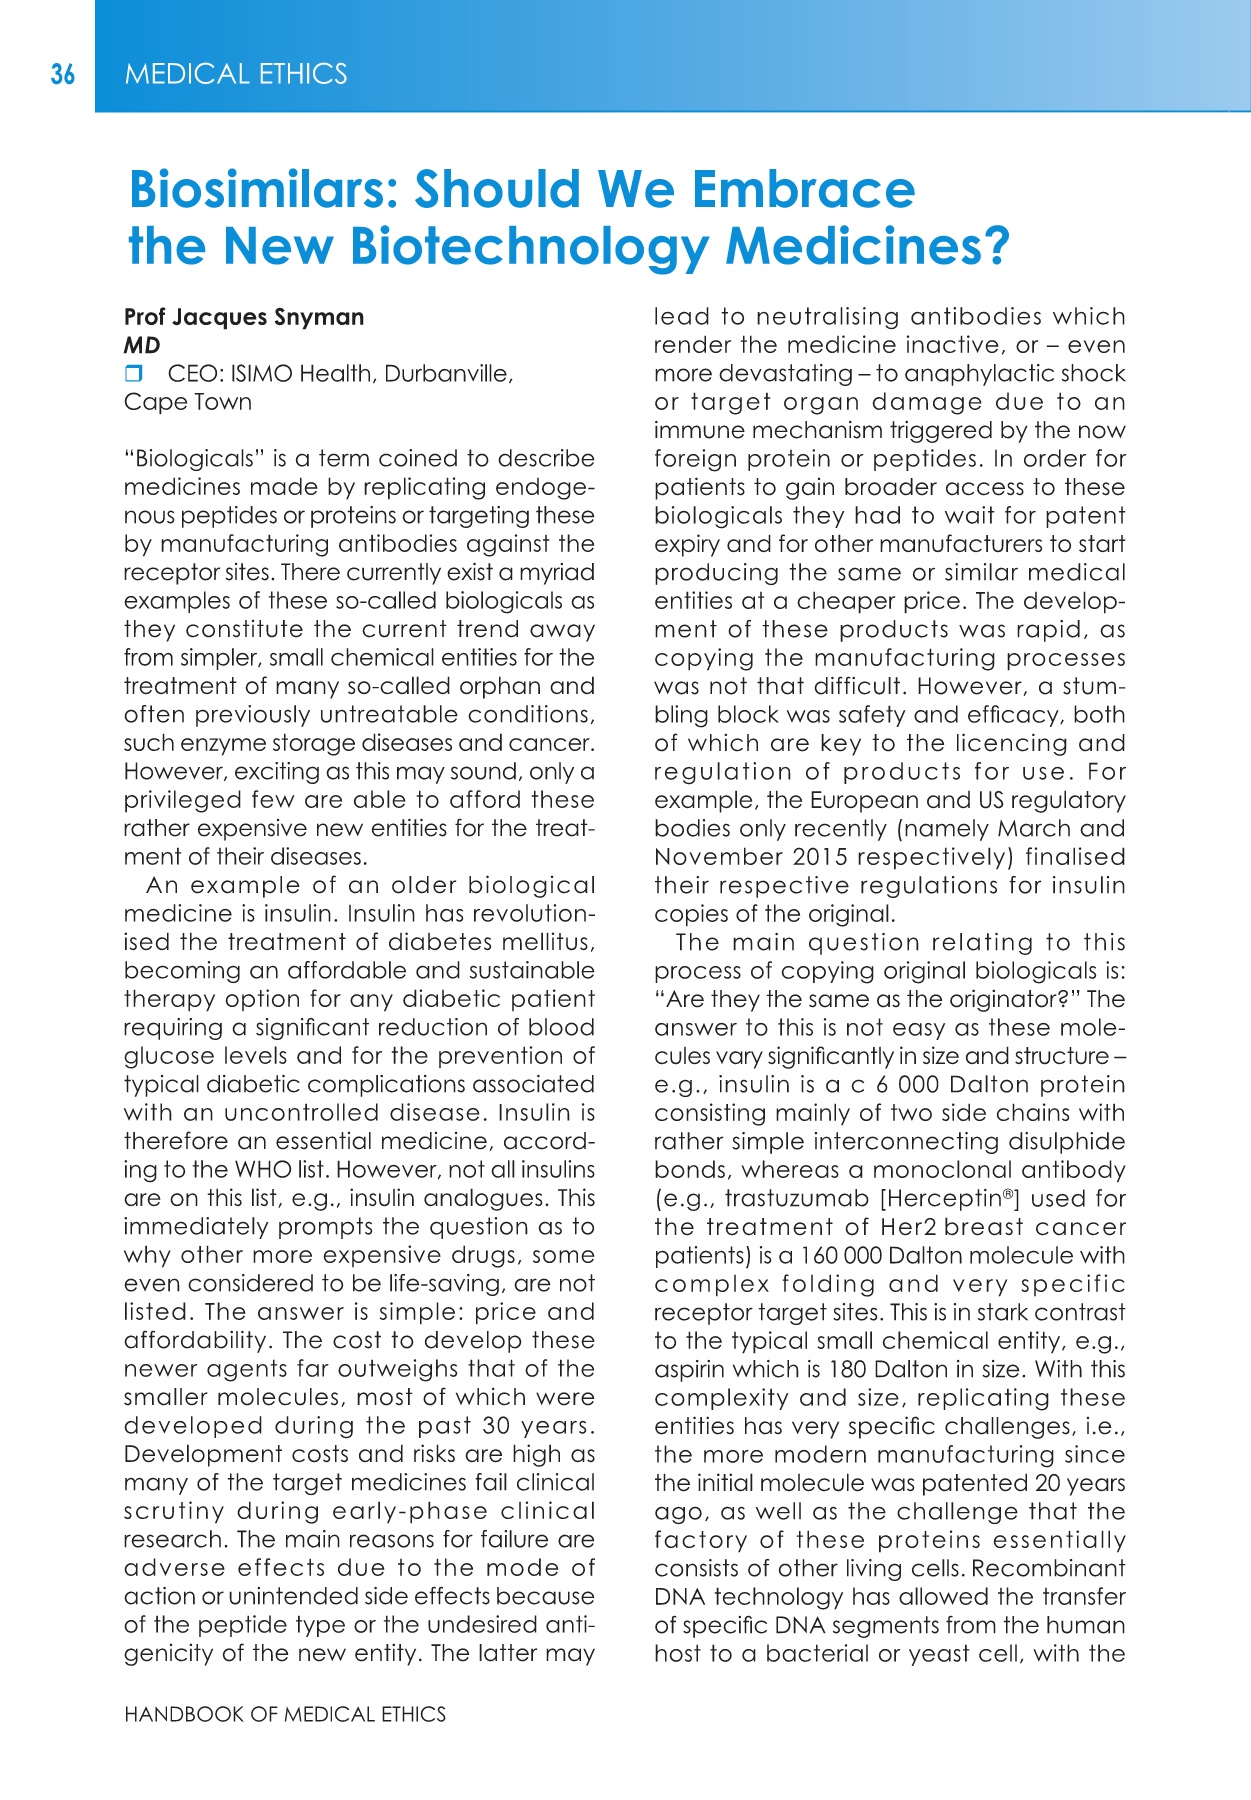 36
MEDICAL ETHICS
Biosimilars: Should We Embrace
the New Biotechnology Medicines?
Prof Jacques Snyman
MD
❒ CEO: ISIMO Health, Durbanville,
Cape Town
“Biologicals” is a term coined to describe
medicines made by replicating endoge-
nous peptides or proteins or targeting these
by manufacturing antibodies against the
receptor sites. There currently exist a myriad
examples of these so-called biologicals as
they constitute the current trend away
from simpler, small chemical entities for the
treatment of many so-called orphan and
often previously untreatable conditions,
such enzyme storage diseases and cancer.
However, exciting as this may sound, only a
privileged few are able to afford these
rather expensive new entities for the treat-
ment of their diseases.
An example of an older biological
medicine is insulin. Insulin has revolution-
ised the treatment of diabetes mellitus,
becoming an affordable and sustainable
therapy option for any diabetic patient
requiring a significant reduction of blood
glucose levels and for the prevention of
typical diabetic complications associated
with an uncontrolled disease. Insulin is
therefore an essential medicine, accord-
ing to the WHO list. However, not all insulins
are on this list, e.g., insulin analogues. This
immediately prompts the question as to
why other more expensive drugs, some
even considered to be life-saving, are not
listed. The answer is simple: price and
affordability. The cost to develop these
newer agents far outweighs that of the
smaller molecules, most of which were
developed during the past 30 years.
Development costs and risks are high as
many of the target medicines fail clinical
scrutiny during early-phase clinical
research. The main reasons for failure are
adverse effects due to the mode of
action or unintended side effects because
of the peptide type or the undesired anti-
genicity of the new entity. The latter may
lead to neutralising antibodies which
render the medicine inactive, or – even
more devastating – to anaphylactic shock
or target organ damage due to an
immune mechanism triggered by the now
foreign protein or peptides. In order for
patients to gain broader access to these
biologicals they had to wait for patent
expiry and for other manufacturers to start
producing the same or similar medical
entities at a cheaper price. The develop-
ment of these products was rapid, as
copying the manufacturing processes
was not that difficult. However, a stum-
bling block was safety and efficacy, both
of which are key to the licencing and
regulation of products for use. For
example, the European and US regulatory
bodies only recently (namely March and
November 2015 respectively) finalised
their respective regulations for insulin
copies of the original.
The main question relating to this
process of copying original biologicals is:
“Are they the same as the originator?” The
answer to this is not easy as these mole-
cules vary significantly in size and structure –
e.g., insulin is a c 6 000 Dalton protein
consisting mainly of two side chains with
rather simple interconnecting disulphide
bonds, whereas a monoclonal antibody
(e.g., trastuzumab [Herceptin®] used for
the treatment of Her2 breast cancer
patients) is a 160 000 Dalton molecule with
complex folding and very specific
receptor target sites. This is in stark contrast
to the typical small chemical entity, e.g.,
aspirin which is 180 Dalton in size. With this
complexity and size, replicating these
entities has very specific challenges, i.e.,
the more modern manufacturing since
the initial molecule was patented 20 years
ago, as well as the challenge that the
factory of these proteins essentially
consists of other living cells. Recombinant
DNA technology has allowed the transfer
of specific DNA segments from the human
host to a bacterial or yeast cell, with the
HANDBOOK OF MEDICAL ETHICS